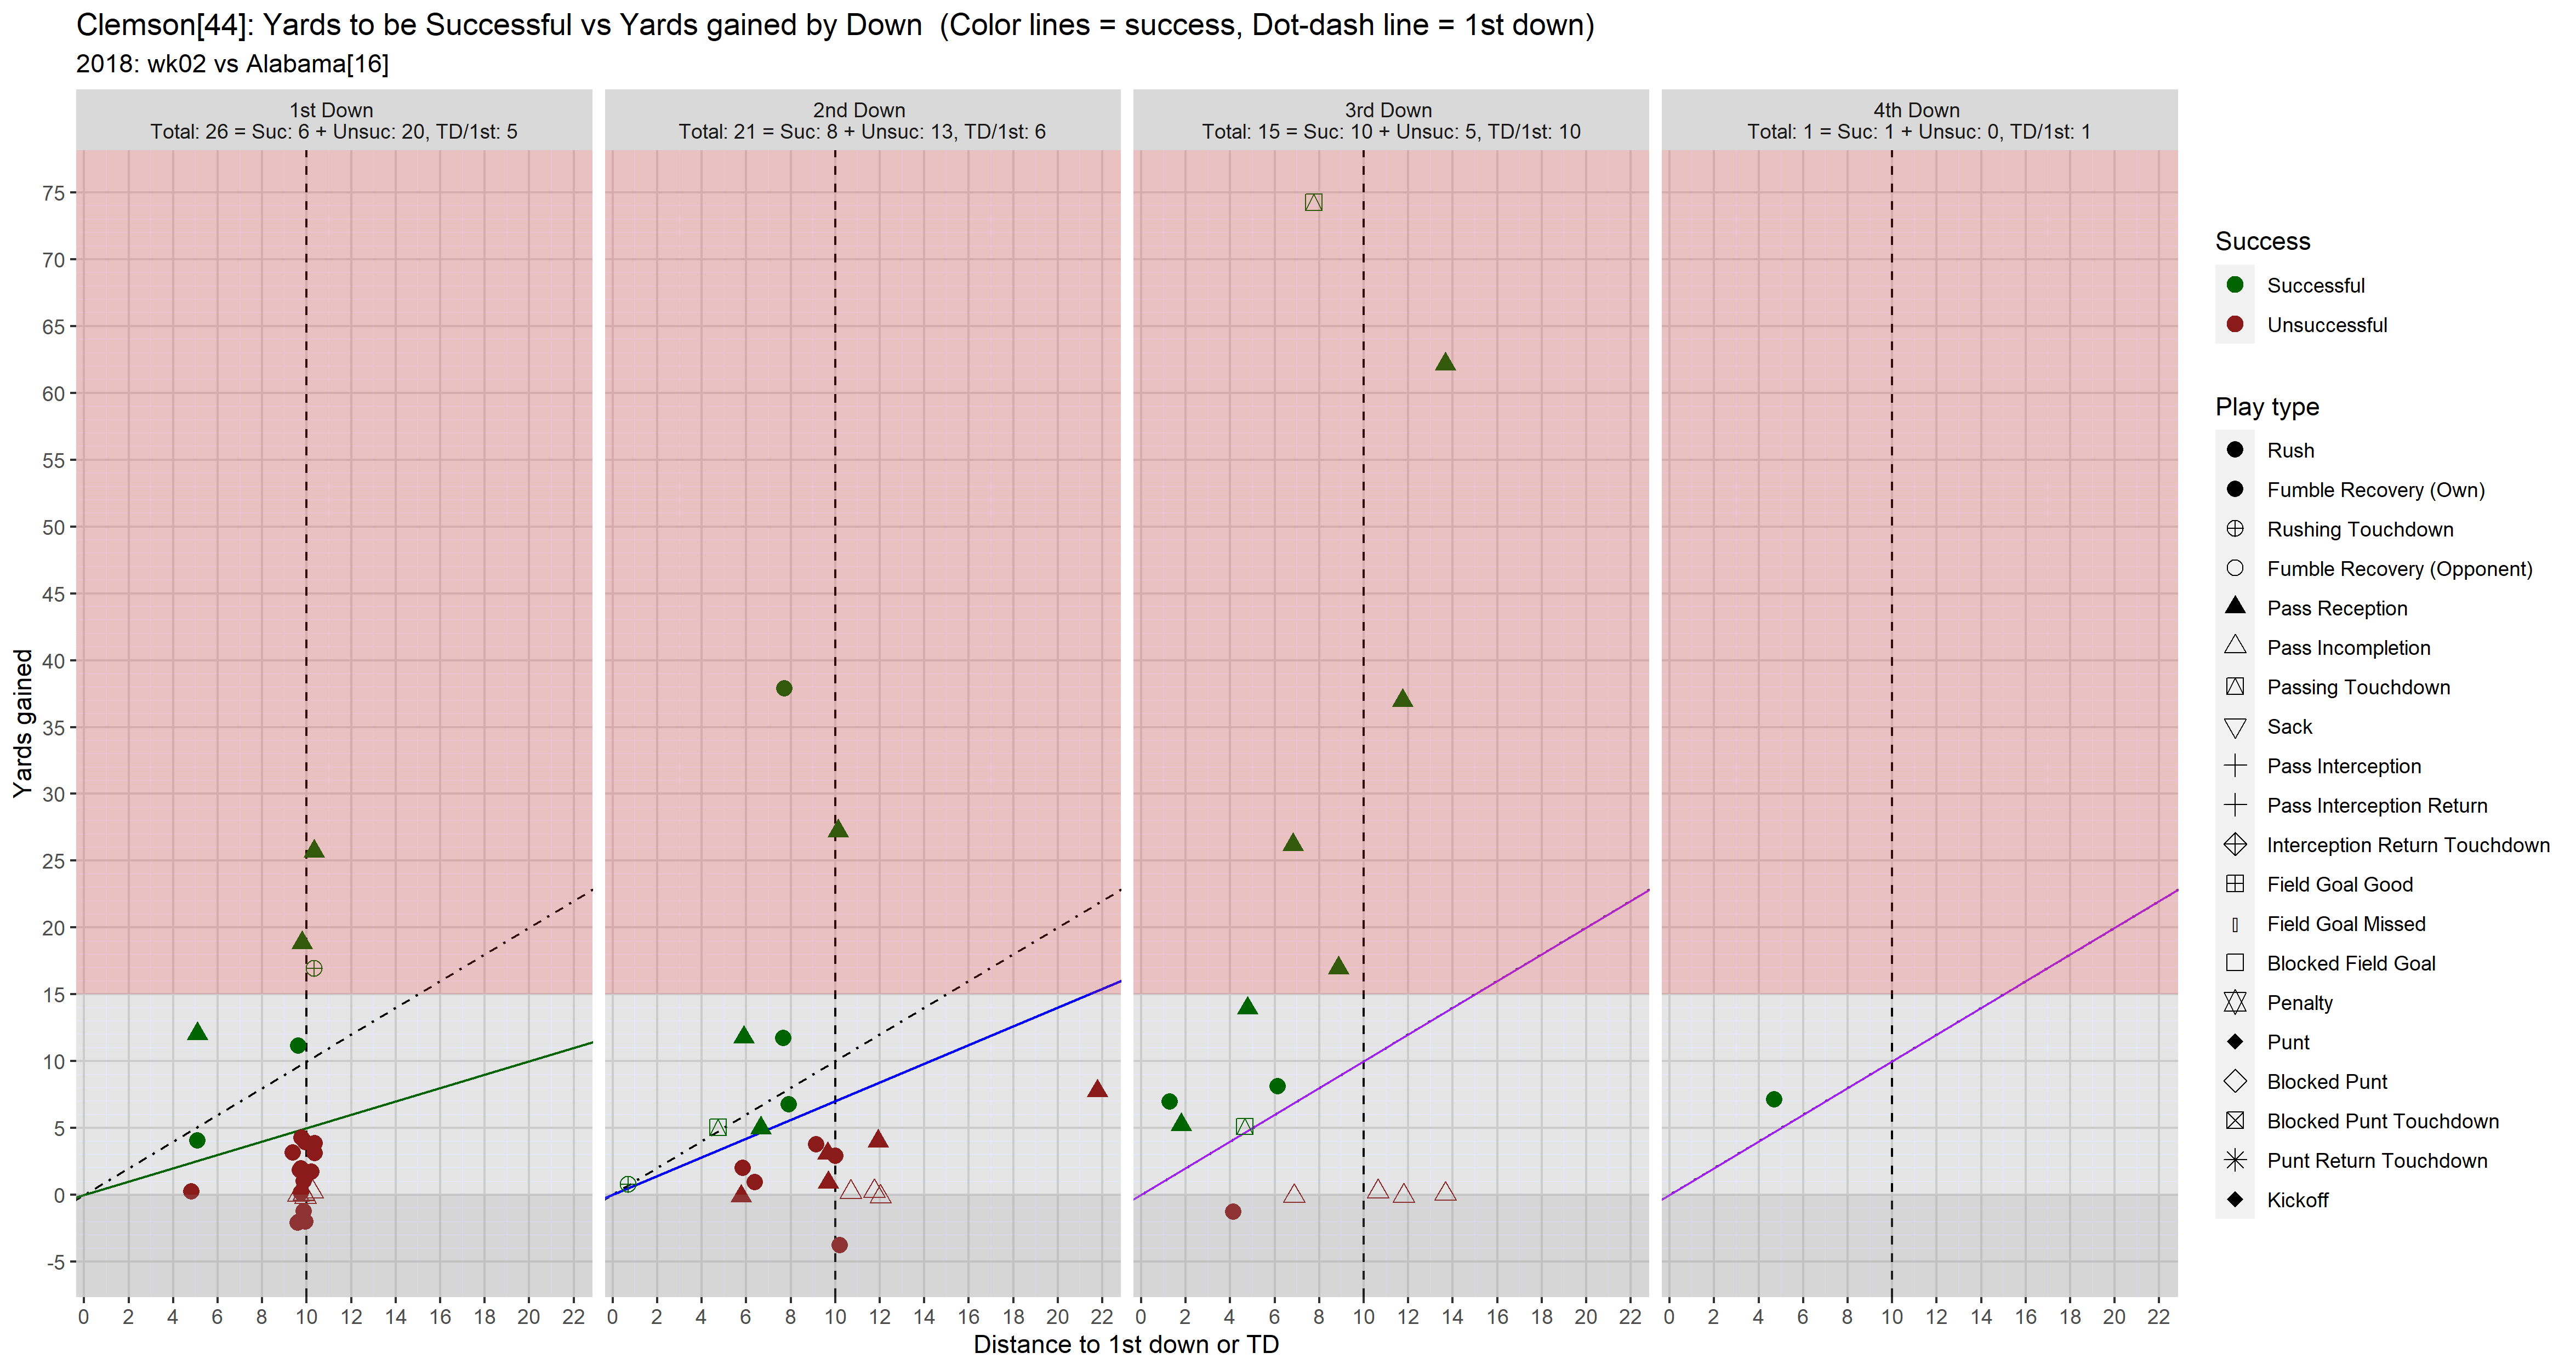 Clemson[44]: Yards to be Successful vs Yards gained by Down  (Color lines = success, Dot-dash line = 1st down)
2018: wk02 vs Alabama[16]
1st Down
Total: 26 = Suc: 6 + Unsuc: 20, TD/1st: 5
2nd Down
Total: 21 = Suc: 8 + Unsuc: 13, TD/1st: 6
3rd Down
Total: 15 = Suc: 10 + Unsuc: 5, TD/1st: 10
4th Down
Total: 1 = Suc: 1 + Unsuc: 0, TD/1st: 1
Yards gained
75
70
65
60
55
50
45
40
35
30
25
20
15
10
5
0
-5
0 2 4 6 8 10 12 14 16 18 20 22
0 2 4 6 8 10 12 14 16 18 20 22
0 2 4 6 8 10 12 14 16 18 20 22
0 2 4 6 8 10 12 14 16 18 20 22
Distance to 1st down or TD
Success
Successful
Unsuccessful
Play type
Rush
Fumble Recovery (Own)
Rushing Touchdown
Fumble Recovery (Opponent)
Pass Reception
Pass Incompletion
Passing Touchdown
Sack
Pass Interception
Pass Interception Return
Interception Return Touchdown
Field Goal Good
Field Goal Missed
Blocked Field Goal
Penalty
Punt
Blocked Punt
Blocked Punt Touchdown
Punt Return Touchdown
Kickoff